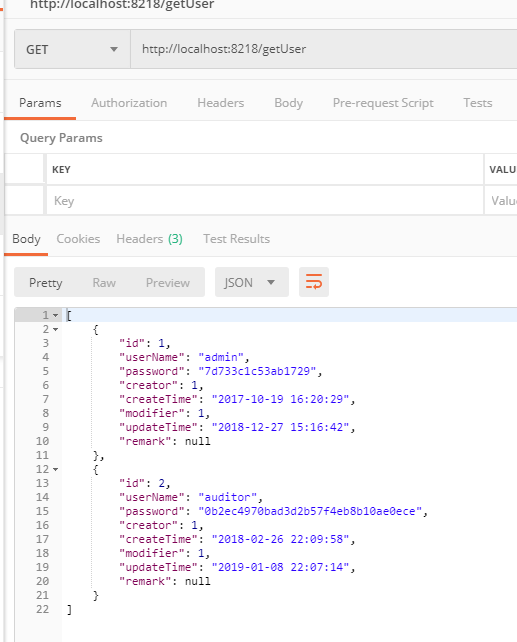 http://localhost:8218/getUser
GET http://localhost:8218/getUser
Params Authorization Headers Body Pre-request Script Tests
Query Params
KEY VALU
Key Value
Body Cookies Headers (3) Test Results
Pretty Raw Preview JSON
1 [
2 {
3 "id": 1,
4 "userName": "admin",
5 "password": "7d733c1c53ab1729",
6 "creator": 1,
7 "createTime": "2017-10-19 16:20:29",
8 "modifier": 1,
9 "updateTime": "2018-12-27 15:16:42",
10 "remark": null
11 },
12 {
13 "id": 2,
14 "userName": "auditor",
15 "password": "0b2ec4970bad3d2b57f4eb8b10ae0ece",
16 "creator": 1,
17 "createTime": "2018-02-26 22:09:58",
18 "modifier": 1,
19 "updateTime": "2019-01-08 22:07:14",
20 "remark": null
21 }
22 ]